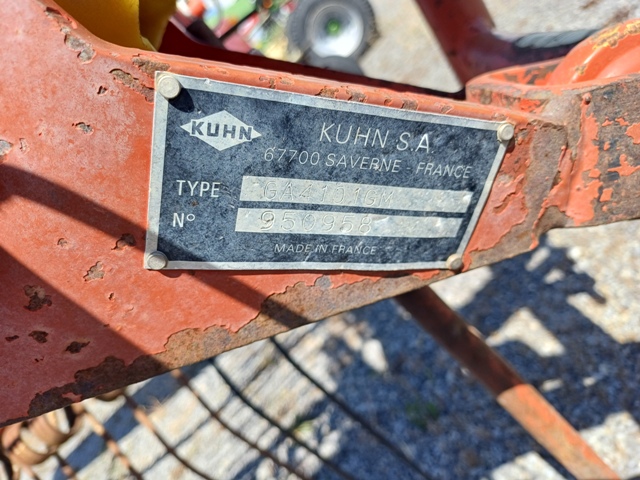 KUHN
KUHN S.A.
67700 SAVERNE - FRANCE
TYPE GA4101GM
N° 950958
MADE IN FRANCE